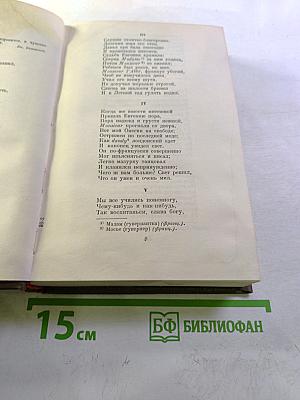 III
Служив отлично-благородно,
Долгами жил его отец,
Давал три бала ежегодно
И промотался наконец.
Судьба Евгения хранила:
Сперва Madame за ним ходила,
Потом Monsieur ее сменил;
Ребенок был резов, но мил.
Monsieur l'Abbé, француз убогой,
Чтоб не измучилось дитя,
Учил его всему шутя,
Не докучал моралью строгой,
Слегка за шалости бранил
И в Летний сад гулять водил.
IV
Когда же юности мятежной
Пришла Евгению пора,
Пора надежд и грусти нежной,
Monsieur прогнали со двора.
Вот мой Онегин на свободе;
Острижен по последней моде;
Как dandy лондонский одет —
И наконец увидел свет.
Он по-французски совершенно
Мог изъясняться и писал;
Легко мазурку танцевал
И кланялся непринужденно;
Чего ж вам больше? Свет решил,
Что он умен и очень мил.
V
Мы все учились понемногу,
Чему-нибудь и как-нибудь,
Так воспитаньем, слава богу,
15 см
БФ БИБЛИОФАН